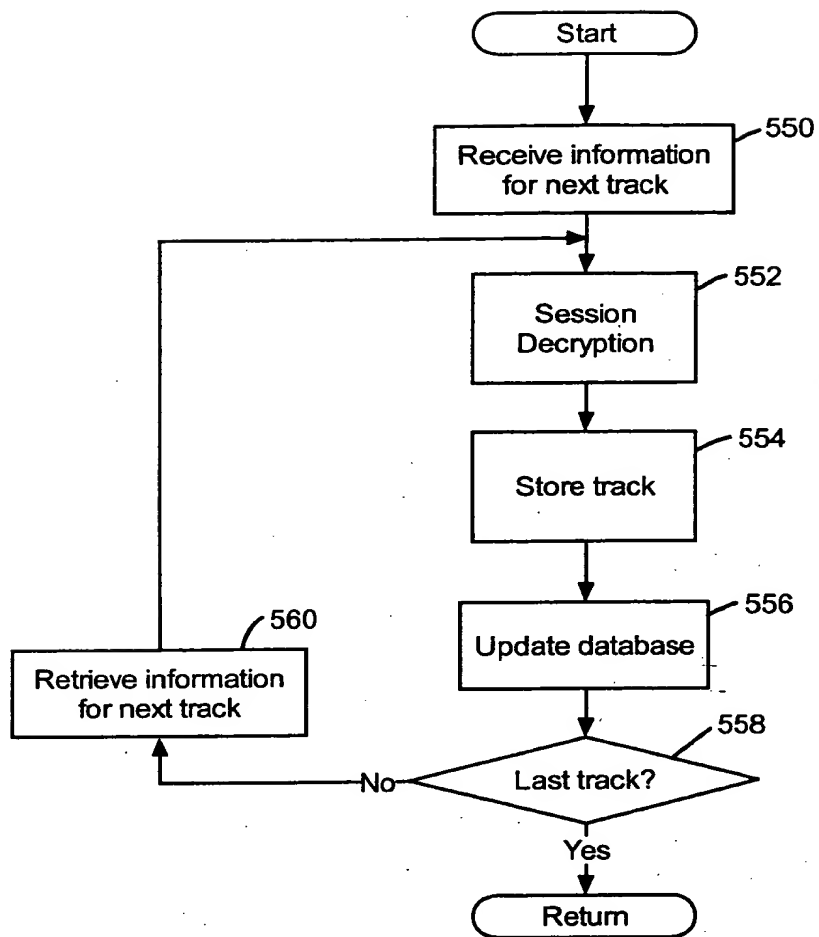 Start
550
Receive information
for next track
552
Session
Decryption
554
Store track
556
Update database
560
Retrieve information
for next track
558
Last track?
No
Yes
Return